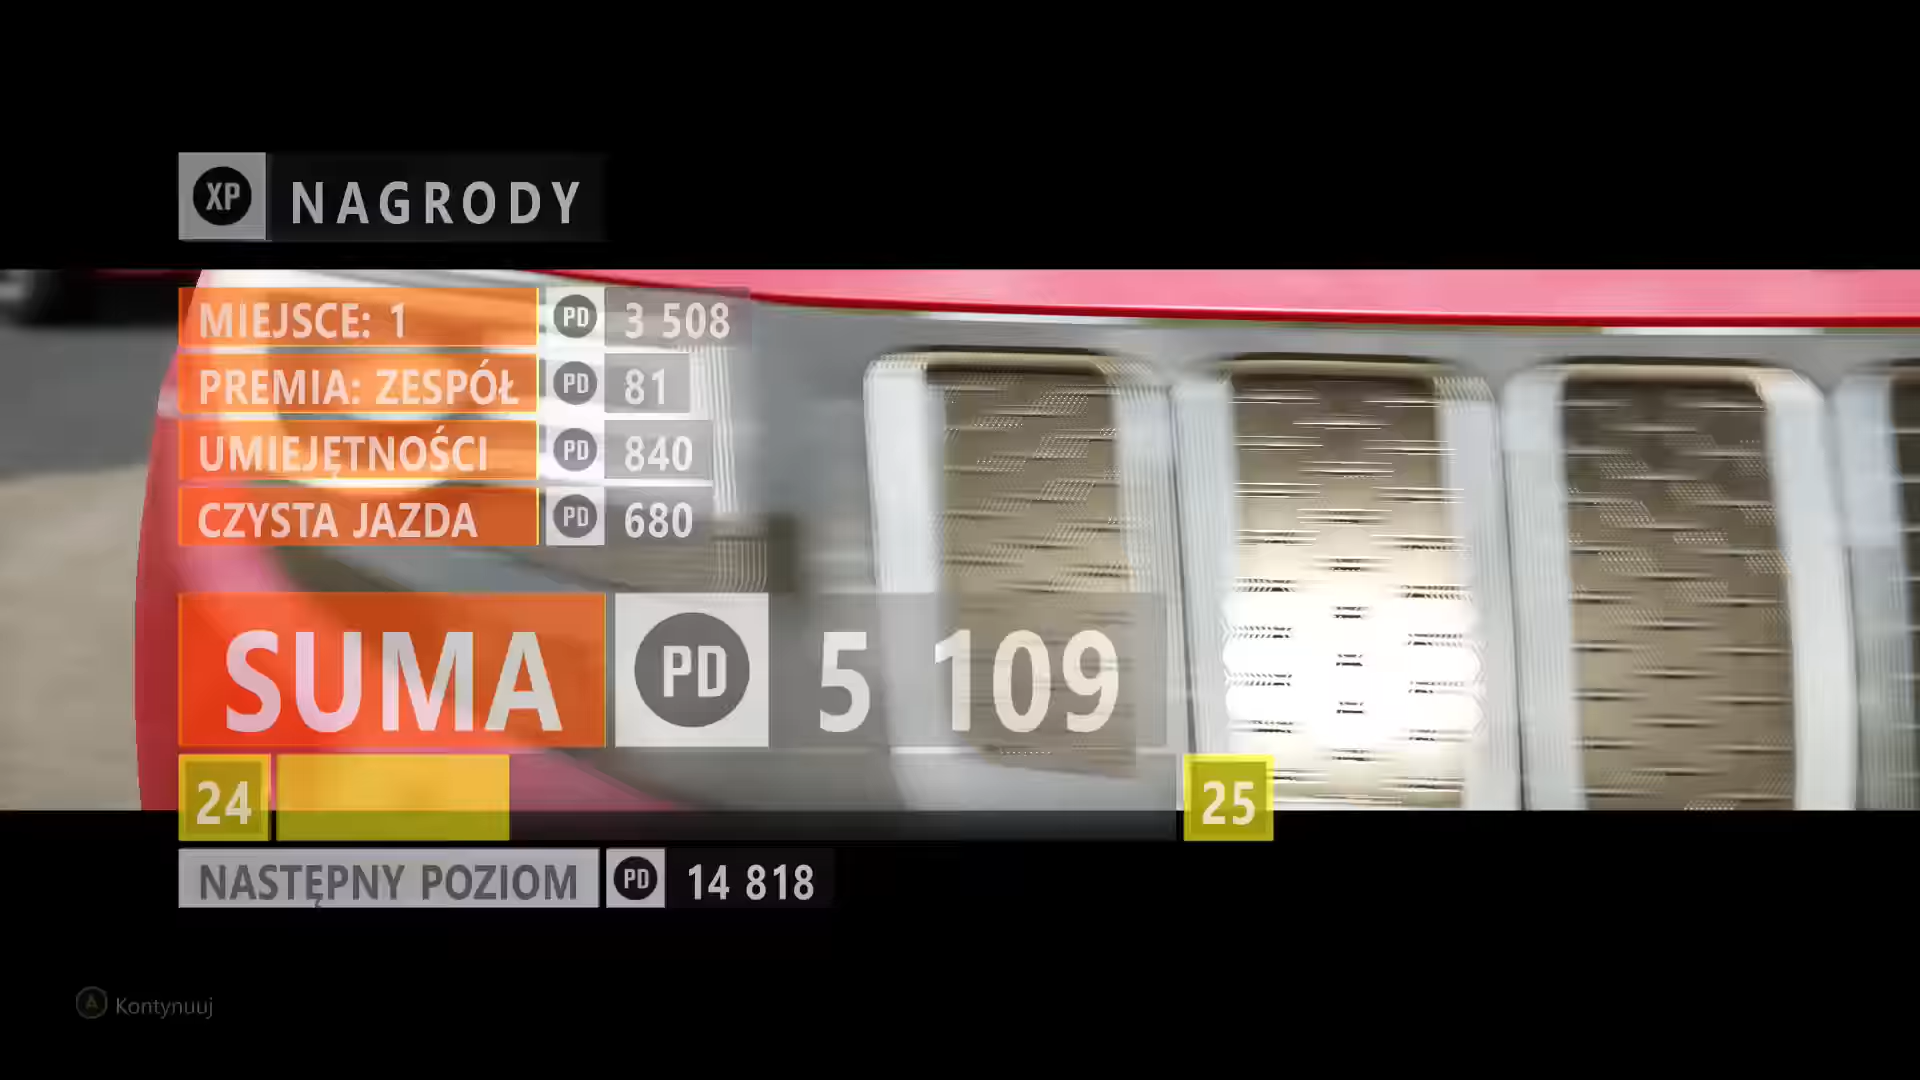 XP NAGRODY
MIEJSCE: 1 PD 3 508
PREMIA: ZESPÓŁ PD 81
UMIEJĘTNOŚCI PD 840
CZYSTA JAZDA PD 680
SUMA PD 5 109
24 25
NASTĘPNY POZIOM PD 14 818
A Kontynuuj